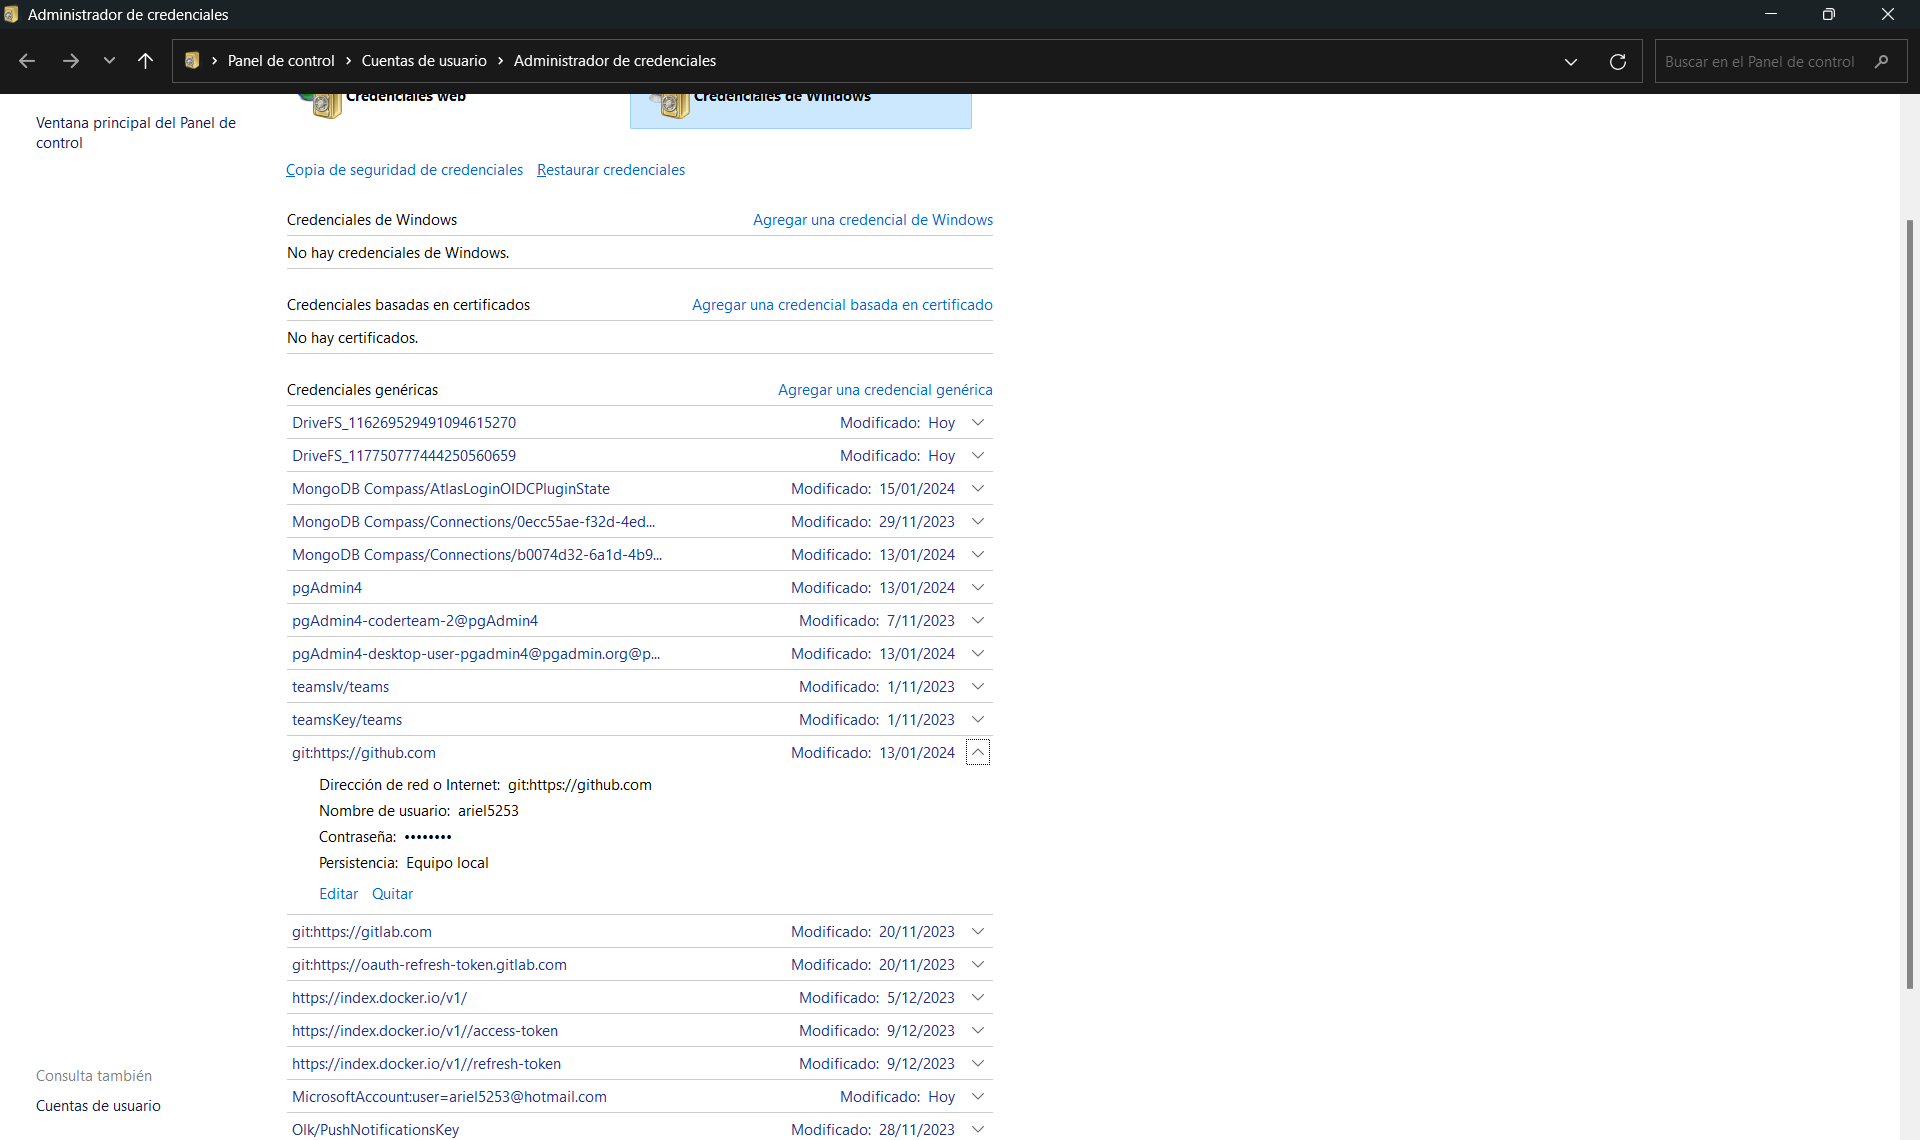 Administrador de credenciales
Panel de control > Cuentas de usuario > Administrador de credenciales
Buscar en el Panel de control
Ventana principal del Panel de
control
Credenciales web
Credenciales de Windows
Copia de seguridad de credenciales Restaurar credenciales
Credenciales de Windows Agregar una credencial de Windows
No hay credenciales de Windows.
Credenciales basadas en certificados Agregar una credencial basada en certificado
No hay certificados.
Credenciales genéricas Agregar una credencial genérica
DriveFS_116269529491094615270 Modificado: Hoy
DriveFS_117750777444250560659 Modificado: Hoy
MongoDB Compass/AtlasLoginOIDCPluginState Modificado: 15/01/2024
MongoDB Compass/Connections/0ecc55ae-f32d-4ed... Modificado: 29/11/2023
MongoDB Compass/Connections/b0074d32-6a1d-4b9... Modificado: 13/01/2024
pgAdmin4 Modificado: 13/01/2024
pgAdmin4-coderteam-2@pgAdmin4 Modificado: 7/11/2023
pgAdmin4-desktop-user-pgadmin4@pgadmin.org@p... Modificado: 13/01/2024
teamsIv/teams Modificado: 1/11/2023
teamsKey/teams Modificado: 1/11/2023
git:https://github.com Modificado: 13/01/2024
Dirección de red o Internet: git:https://github.com
Nombre de usuario: ariel5253
Contraseña: ••••••••
Persistencia: Equipo local
Editar Quitar
git:https://gitlab.com Modificado: 20/11/2023
git:https://oauth-refresh-token.gitlab.com Modificado: 20/11/2023
https://index.docker.io/v1/ Modificado: 5/12/2023
https://index.docker.io/v1//access-token Modificado: 9/12/2023
https://index.docker.io/v1//refresh-token Modificado: 9/12/2023
MicrosoftAccount:user=ariel5253@hotmail.com Modificado: Hoy
Olk/PushNotificationsKey Modificado: 28/11/2023
Consulta también
Cuentas de usuario